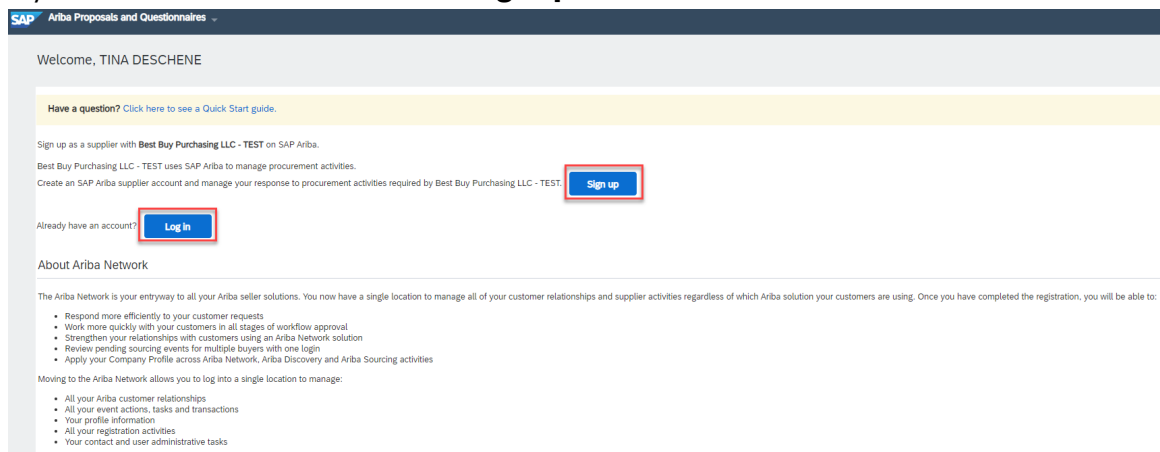 SAP Ariba Proposals and Questionnaires
Welcome, TINA DESCHENE
Have a question? Click here to see a Quick Start guide.
Sign up as a supplier with Best Buy Purchasing LLC - TEST on SAP Ariba.
Best Buy Purchasing LLC - TEST uses SAP Ariba to manage procurement activities.
Create an SAP Ariba supplier account and manage your response to procurement activities required by Best Buy Purchasing LLC - TEST. Sign up
Already have an account? Log in
About Ariba Network
The Ariba Network is your entryway to all your Ariba seller solutions. You now have a single location to manage all of your customer relationships and supplier activities regardless of which Ariba solution your customers are using. Once you have completed the registration, you will be able to:
• Respond more efficiently to your customer requests
• Work more quickly with your customers in all stages of workflow approval
• Strengthen your relationships with customers using an Ariba Network solution
• Review pending sourcing events for multiple buyers with one login
• Apply your Company Profile across Ariba Network, Ariba Discovery and Ariba Sourcing activities
Moving to the Ariba Network allows you to log into a single location to manage:
• All your Ariba customer relationships
• All your event actions, tasks and transactions
• Your profile information
• All your registration activities
• Your contact and user administrative tasks